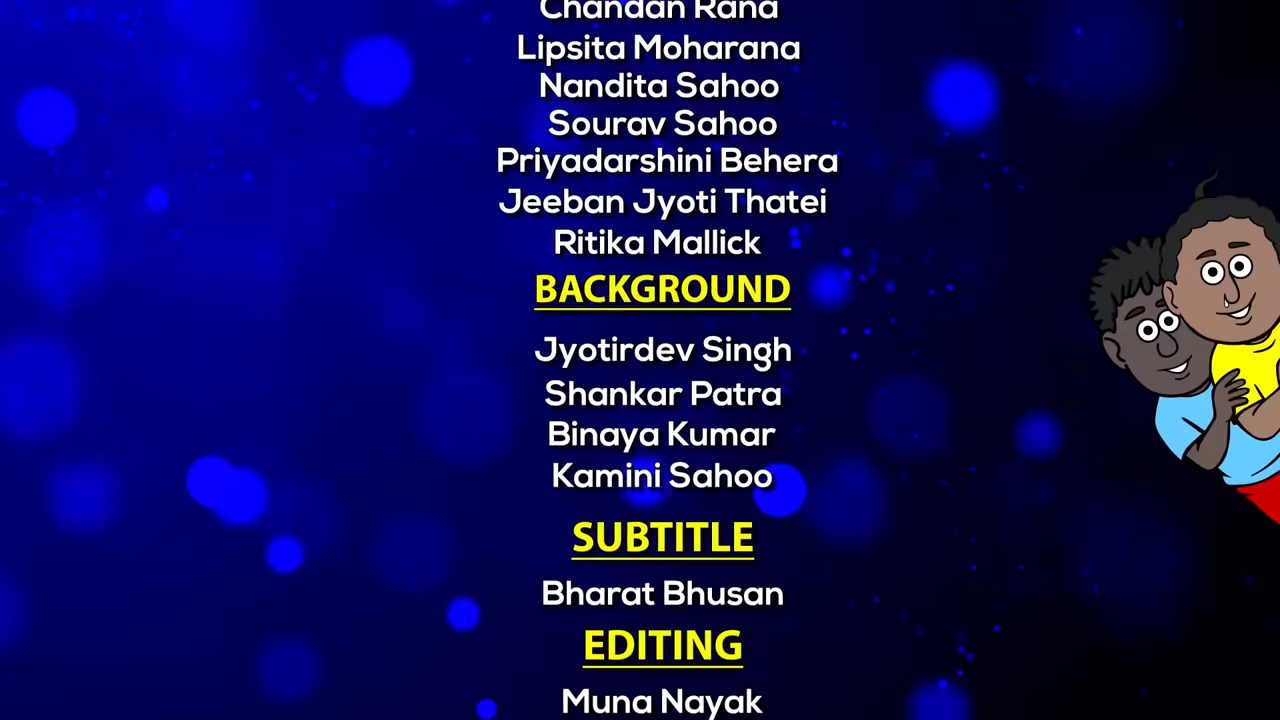 Chandan Rana
Lipsita Moharana
Nandita Sahoo
Sourav Sahoo
Priyadarshini Behera
Jeeban Jyoti Thatei
Ritika Mallick
BACKGROUND
Jyotirdev Singh
Shankar Patra
Binaya Kumar
Kamini Sahoo
SUBTITLE
Bharat Bhusan
EDITING
Muna Nayak